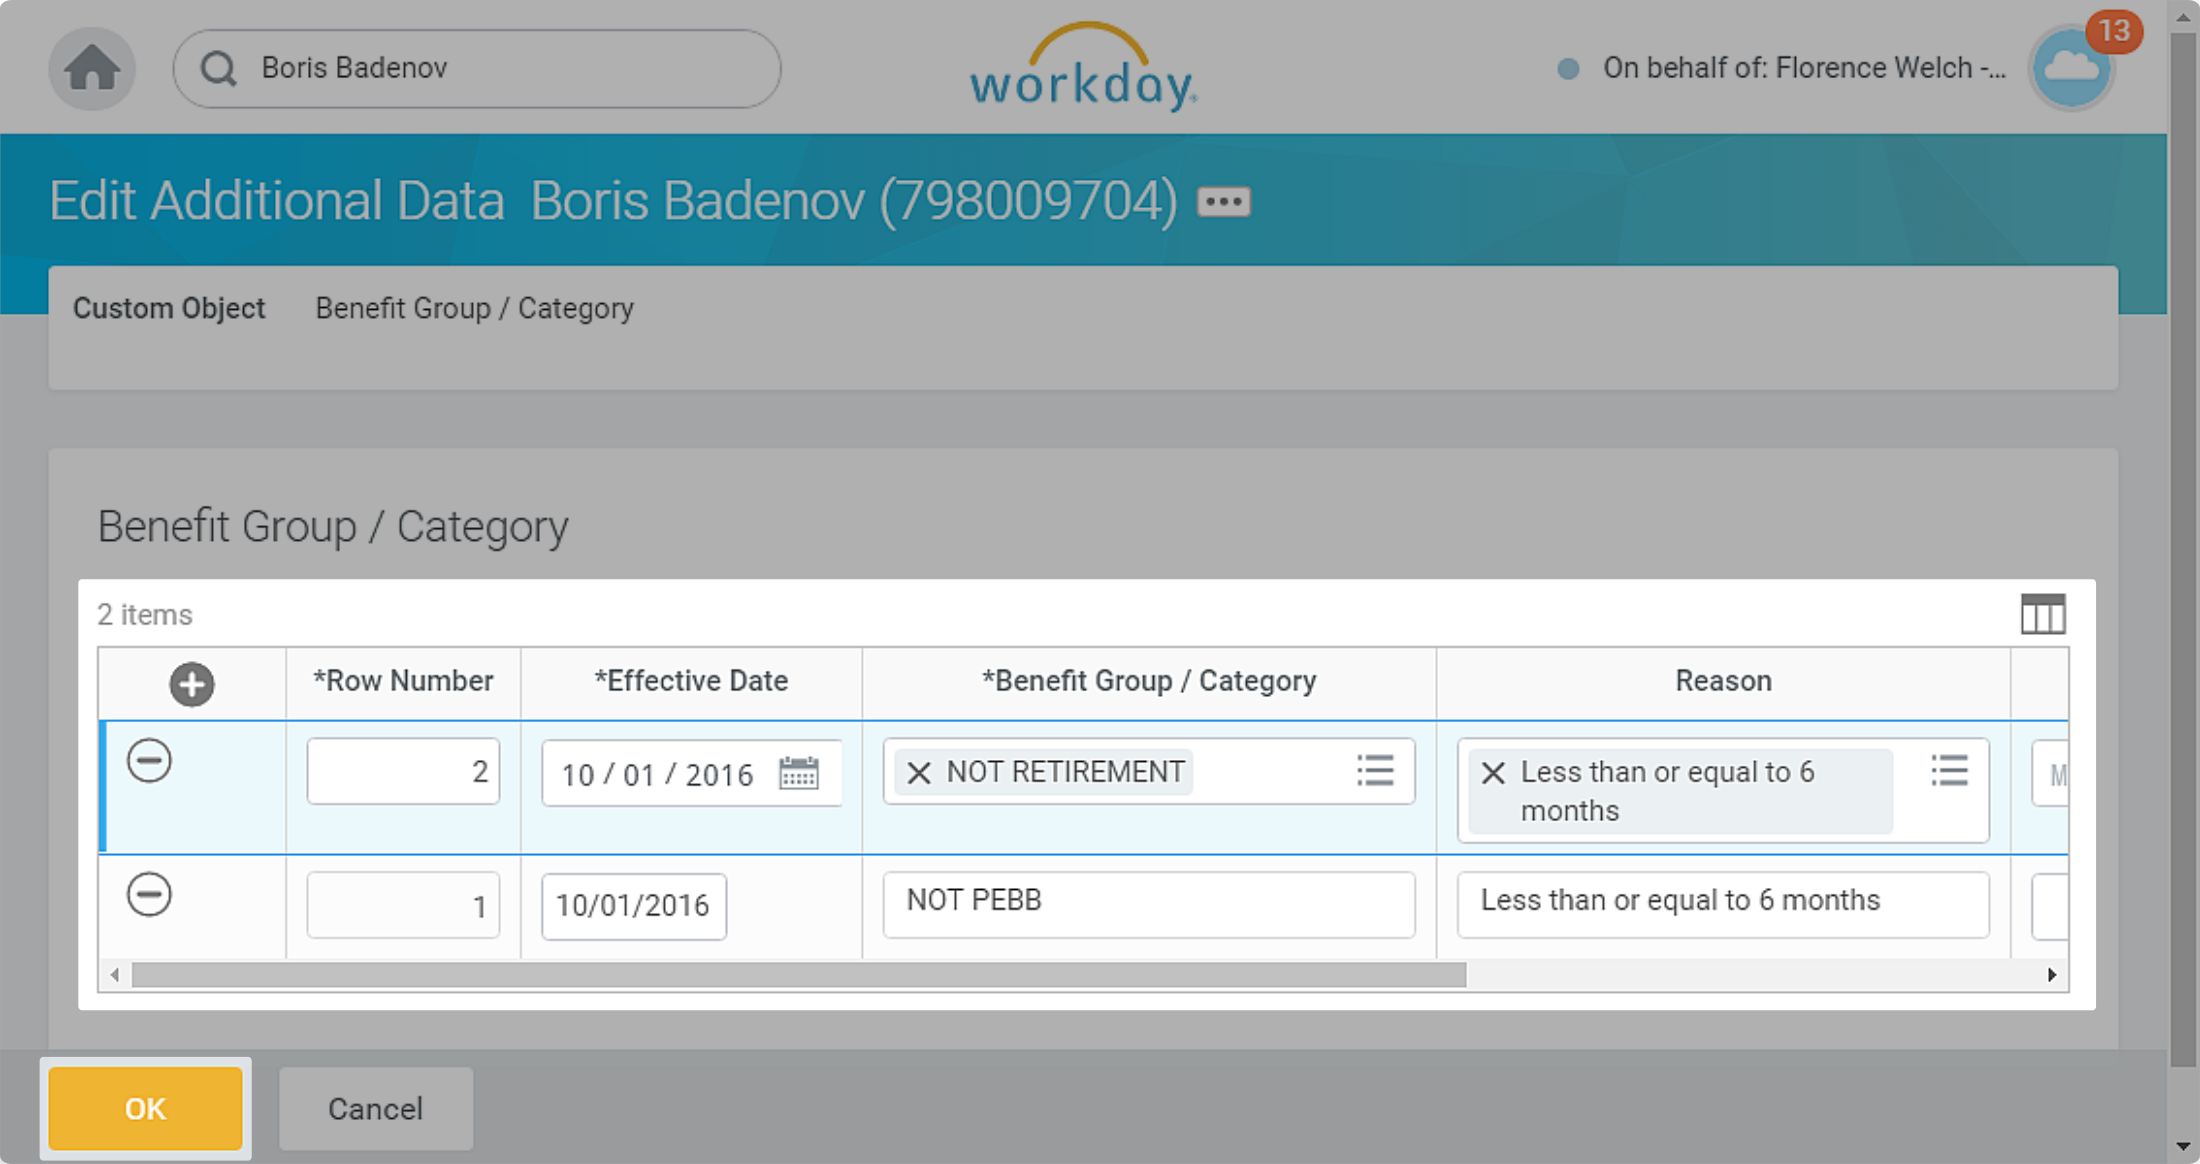 Boris Badenov
workday.
On behalf of: Florence Welch -...
13
Edit Additional Data Boris Badenov (798009704)
Custom Object Benefit Group / Category
Benefit Group / Category
2 items
*Row Number *Effective Date *Benefit Group / Category Reason
2 10 / 01 / 2016 NOT RETIREMENT Less than or equal to 6
months
M
1 10/01/2016 NOT PEBB Less than or equal to 6 months
OK Cancel